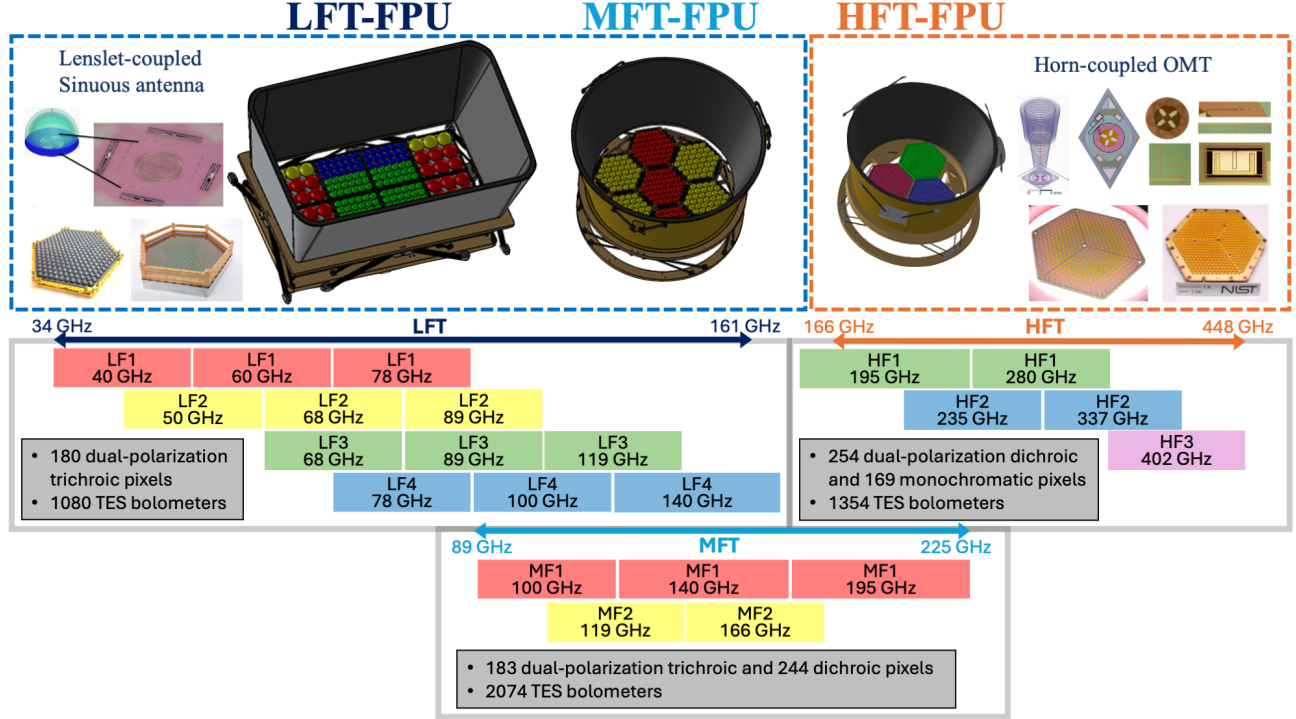 LFT-FPU
MFT-FPU
HFT-FPU
Lenslet-coupled
Sinuous antenna
Horn-coupled OMT
NIST
34 GHz
LFT
161 GHz
166 GHz
HFT
448 GHz
LF1
40 GHz
LF1
60 GHz
LF1
78 GHz
LF2
50 GHz
LF2
68 GHz
LF2
89 GHz
LF3
68 GHz
LF3
89 GHz
LF3
119 GHz
LF4
78 GHz
LF4
100 GHz
LF4
140 GHz
• 180 dual-polarization
trichroic pixels
• 1080 TES bolometers
HF1
195 GHz
HF1
280 GHz
HF2
235 GHz
HF2
337 GHz
HF3
402 GHz
• 254 dual-polarization dichroic
and 169 monochromatic pixels
• 1354 TES bolometers
89 GHz
MFT
225 GHz
MF1
100 GHz
MF1
140 GHz
MF1
195 GHz
MF2
119 GHz
MF2
166 GHz
• 183 dual-polarization trichroic and 244 dichroic pixels
• 2074 TES bolometers